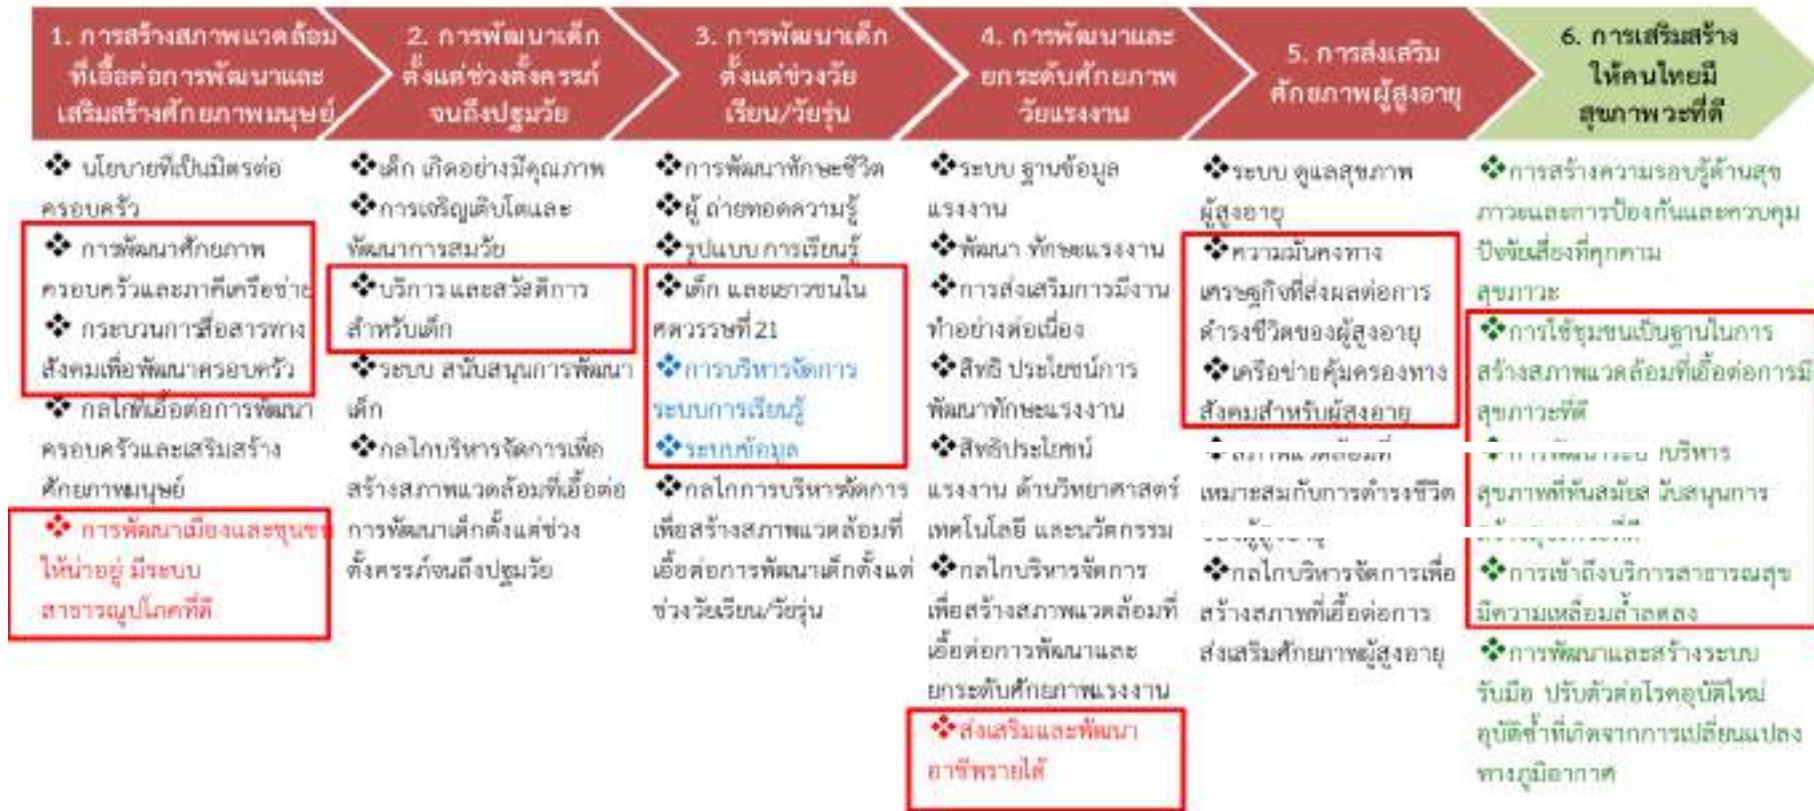 1. การสร้างสภาพแวดล้อม
ที่เอื้อต่อการพัฒนาและ
เสริมสร้างศักยภาพมนุษย์
2. การพัฒนาเด็ก
ตั้งแต่ช่วงตั้งครรภ์
จนถึงปฐมวัย
3. การพัฒนาเด็ก
ตั้งแต่ช่วงวัย
เรียน/วัยรุ่น
4. การพัฒนาและ
ยกระดับศักยภาพ
วัยแรงงาน
5. การส่งเสริม
ศักยภาพผู้สูงอายุ
6. การเสริมสร้าง
ให้คนไทยมี
สุขภาพวะที่ดี
❖ นโยบายที่เป็นมิตรต่อ
ครอบครัว
❖ การพัฒนาศักยภาพ
ครอบครัวและภาคีเครือข่าย
❖ กระบวนการสื่อสารทาง
สังคมเพื่อพัฒนาครอบครัว
❖ กลไกที่เอื้อต่อการพัฒนา
ครอบครัวและเสริมสร้าง
ศักยภาพมนุษย์
❖ การพัฒนาเมืองและชุมชน
ให้น่าอยู่ มีระบบ
สาธารณูปโภคที่ดี
❖เด็ก เกิดอย่างมีคุณภาพ
❖การเจริญเติบโตและ
พัฒนาการสมวัย
❖บริการ และสวัสดิการ
สำหรับเด็ก
❖ระบบ สนับสนุนการพัฒนา
เด็ก
❖กลไกบริหารจัดการเพื่อ
สร้างสภาพแวดล้อมที่เอื้อต่อ
การพัฒนาเด็กตั้งแต่ช่วง
ตั้งครรภ์จนถึงปฐมวัย
❖การพัฒนาทักษะชีวิต
❖ผู้ ถ่ายทอดความรู้
❖รูปแบบ การเรียนรู้
❖เด็ก และเยาวชนใน
ศตวรรษที่ 21
❖การบริหารจัดการ
ระบบการเรียนรู้
❖ระบบข้อมูล
❖กลไกการบริหารจัดการ
เพื่อสร้างสภาพแวดล้อมที่
เอื้อต่อการพัฒนาเด็กตั้งแต่
ช่วงวัยเรียน/วัยรุ่น
❖ระบบ ฐานข้อมูล
แรงงาน
❖พัฒนา ทักษะแรงงาน
❖การส่งเสริมการมีงาน
ทำอย่างต่อเนื่อง
❖สิทธิ ประโยชน์การ
พัฒนาทักษะแรงงาน
❖สิทธิประโยชน์
แรงงาน ด้านวิทยาศาสตร์
เทคโนโลยี และนวัตกรรม
❖กลไกบริหารจัดการ
เพื่อสร้างสภาพแวดล้อมที่
เอื้อต่อการพัฒนาและ
ยกระดับศักยภาพแรงงาน
❖ส่งเสริมและพัฒนา
อาชีพรายได้
❖ระบบ ดูแลสุขภาพ
ผู้สูงอายุ
❖ความมั่นคงทาง
เศรษฐกิจที่ส่งผลต่อการ
ดำรงชีวิตของผู้สูงอายุ
❖เครือข่ายคุ้มครองทาง
สังคมสำหรับผู้สูงอายุ
❖สภาพแวดล้อมที่
เหมาะสมกับการดำรงชีวิต
ของผู้สูงอายุ
❖กลไกบริหารจัดการเพื่อ
สร้างสภาพที่เอื้อต่อการ
ส่งเสริมศักยภาพผู้สูงอายุ
❖การสร้างความรอบรู้ด้านสุข
ภาวะและการป้องกันและควบคุม
ปัจจัยเสี่ยงที่คุกคาม
สุขภาวะ
❖การใช้ชุมชนเป็นฐานในการ
สร้างสภาพแวดล้อมที่เอื้อต่อการมี
สุขภาวะที่ดี
❖การพัฒนาระบบบริหาร
สุขภาพที่ทันสมัยสนับสนุนการ
❖การเข้าถึงบริการสาธารณสุข
มีความเหลื่อมล้ำลดลง
❖การพัฒนาและสร้างระบบ
รับมือ ปรับตัวต่อโรคอุบัติใหม่
อุบัติซ้ำที่เกิดจากการเปลี่ยนแปลง
ทางภูมิอากาศ